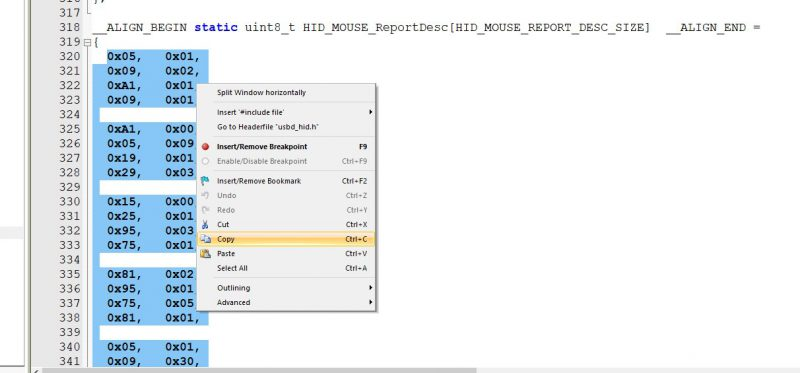 316
317 };
318 __ALIGN_BEGIN static uint8_t HID_MOUSE_ReportDesc[HID_MOUSE_REPORT_DESC_SIZE] __ALIGN_END =
319 {
320 0x05, 0x01,
321 0x09, 0x02,
322 0xA1, 0x01
323 0x09, 0x01
324
325 0xA1, 0x00
326 0x05, 0x09
327 0x19, 0x01
328 0x29, 0x03
329
330 0x15, 0x00
331 0x25, 0x01
332 0x95, 0x03
333 0x75, 0x01
334
335 0x81, 0x02
336 0x95, 0x01
337 0x75, 0x05
338 0x81, 0x01,
339
340 0x05, 0x01,
341 0x09, 0x30,
Split Window horizontally
Insert '#include file'
Go to Headerfile 'usbd_hid.h'
Insert/Remove Breakpoint F9
Enable/Disable Breakpoint Ctrl+F9
Insert/Remove Bookmark Ctrl+F2
Undo Ctrl+Z
Redo Ctrl+Y
Cut Ctrl+X
Copy Ctrl+C
Paste Ctrl+V
Select All Ctrl+A
Outlining
Advanced